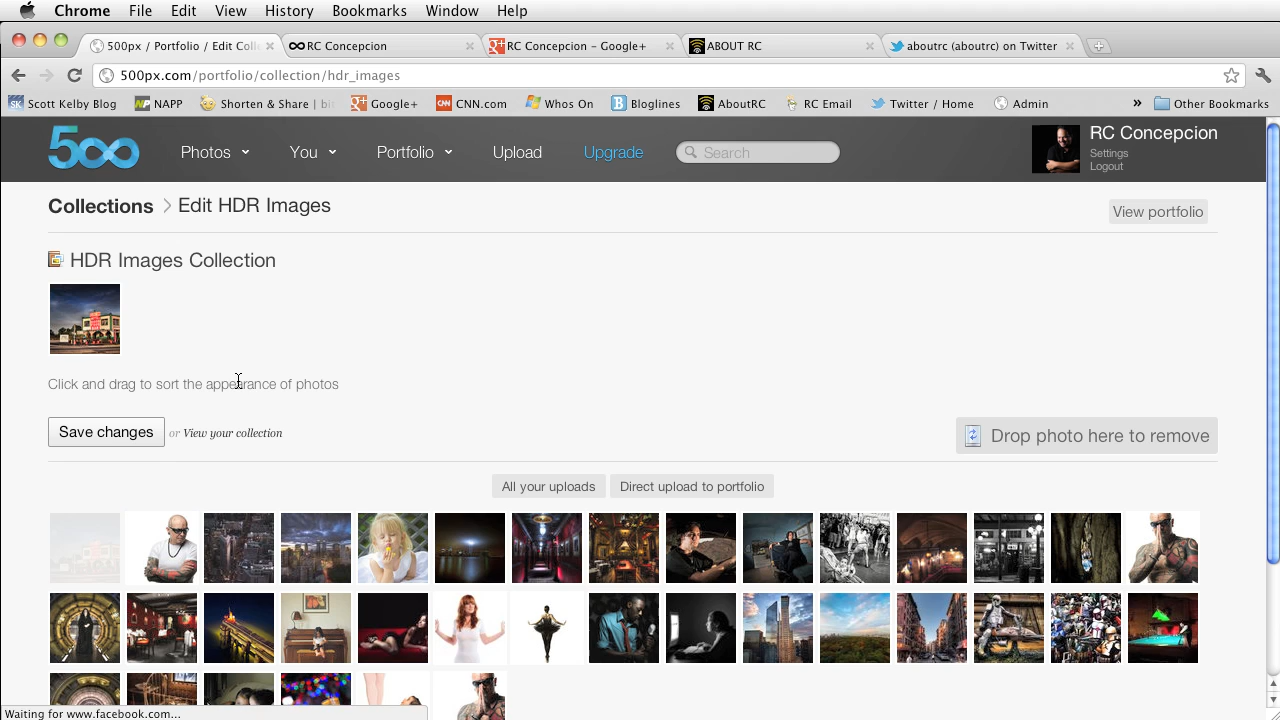 Chrome File Edit View History Bookmarks Window Help
500px / Portfolio / Edit Colle RC Concepcion RC Concepcion - Google+ ABOUT RC aboutrc (aboutrc) on Twitter
500px.com/portfolio/collection/hdr_images
Scott Kelby Blog NAPP Shorten & Share | bi Google+ CNN.com Whos On Bloglines AboutRC RC Email Twitter / Home Admin » Other Bookmarks
500 Photos You Portfolio Upload Upgrade Search RC Concepcion
Settings
Logout
Collections > Edit HDR Images View portfolio
HDR Images Collection
Click and drag to sort the appearance of photos
Save changes or View your collection Drop photo here to remove
All your uploads Direct upload to portfolio
Waiting for www.facebook.com...